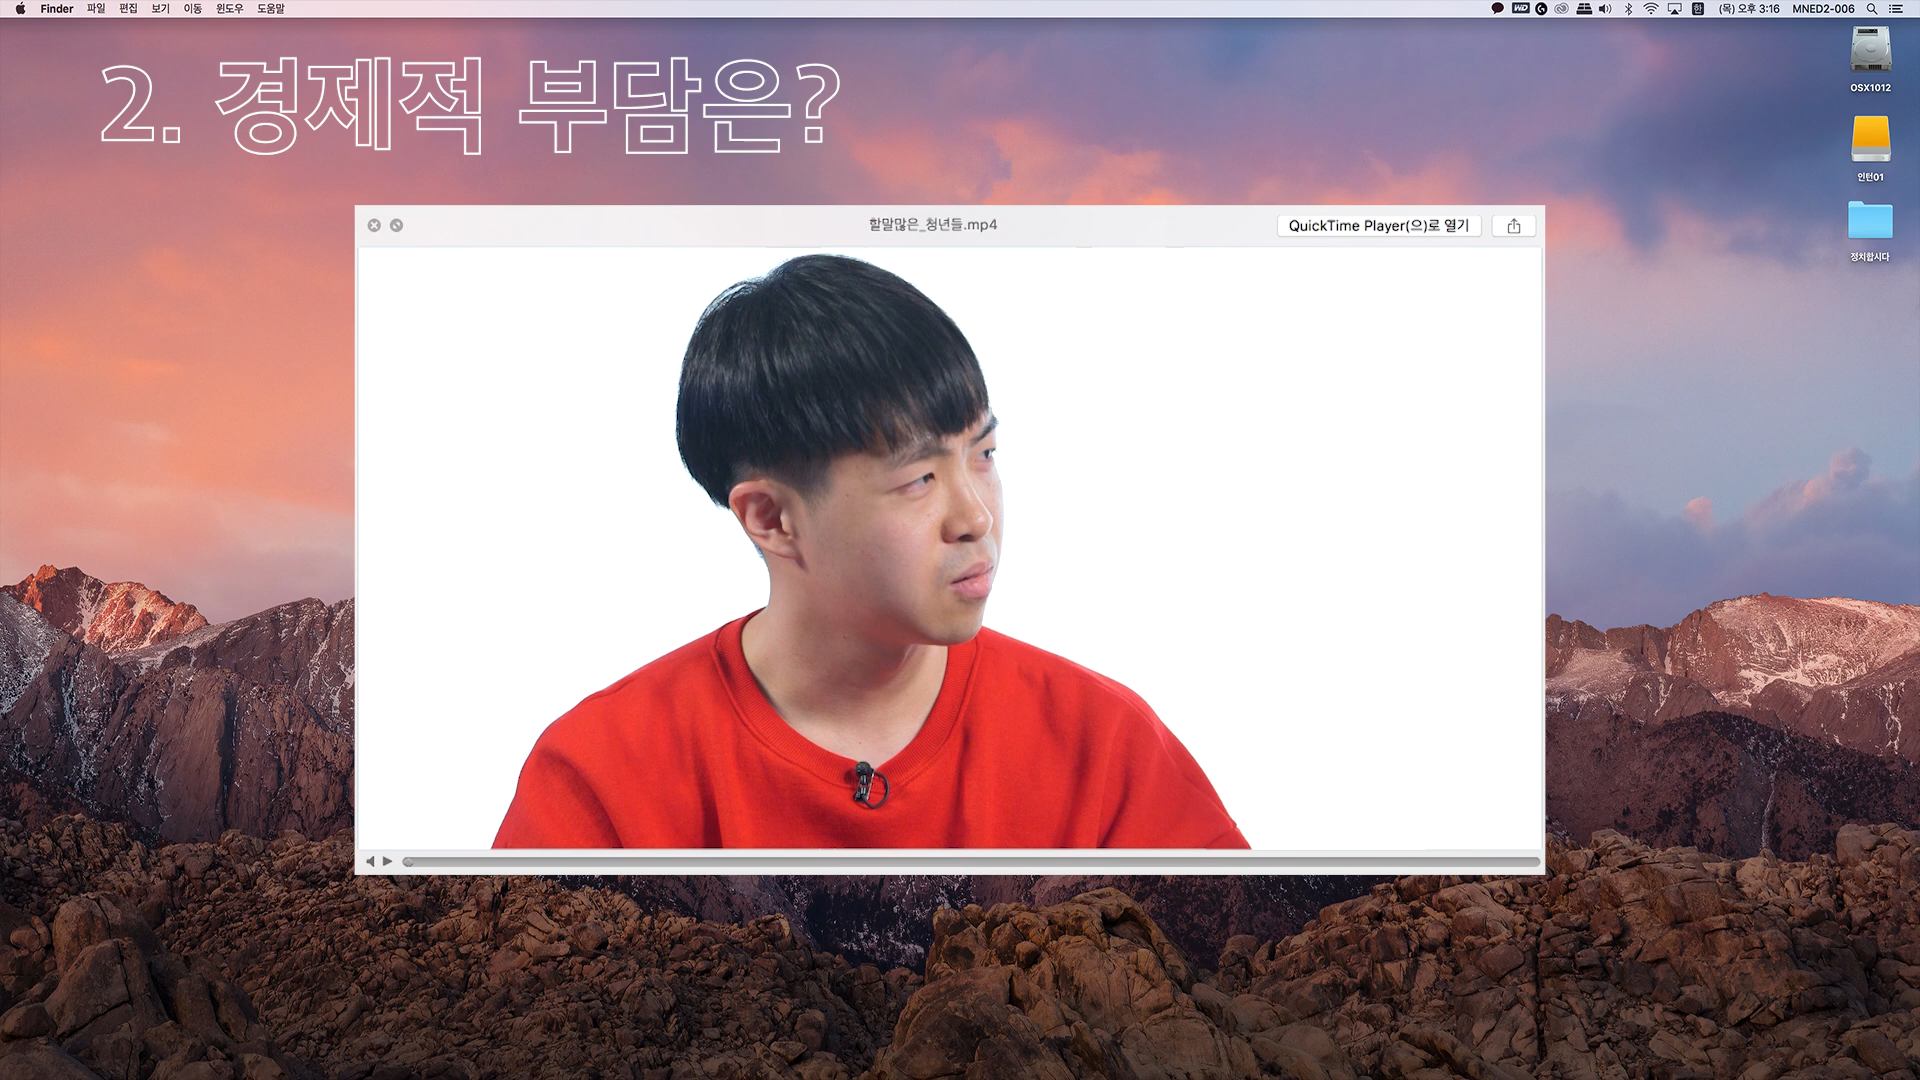 Finder 파일 편집 보기 이동 윈도우 도움말
WD 한 (목) 오후 3:16 MNED2-006
2. 경제적 부담은?
OSX1012
인턴01
정치합시다
할말많은_청년들.mp4
QuickTime Player(으)로 열기